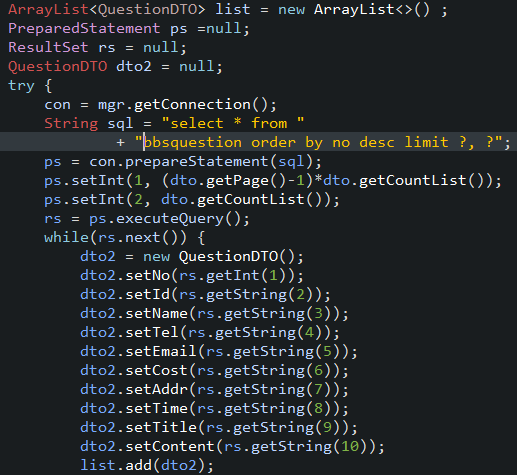 ArrayList<QuestionDTO> list = new ArrayList<>() ;
PreparedStatement ps =null;
ResultSet rs = null;
QuestionDTO dto2 = null;
try {
    con = mgr.getConnection();
    String sql = "select * from "
            + "bbsquestion order by no desc limit ?, ?";
    ps = con.prepareStatement(sql);
    ps.setInt(1, (dto.getPage()-1)*dto.getCountList());
    ps.setInt(2, dto.getCountList());
    rs = ps.executeQuery();
    while(rs.next()) {
        dto2 = new QuestionDTO();
        dto2.setNo(rs.getInt(1));
        dto2.setId(rs.getString(2));
        dto2.setName(rs.getString(3));
        dto2.setTel(rs.getString(4));
        dto2.setEmail(rs.getString(5));
        dto2.setCost(rs.getString(6));
        dto2.setAddr(rs.getString(7));
        dto2.setTime(rs.getString(8));
        dto2.setTitle(rs.getString(9));
        dto2.setContent(rs.getString(10));
        list.add(dto2);